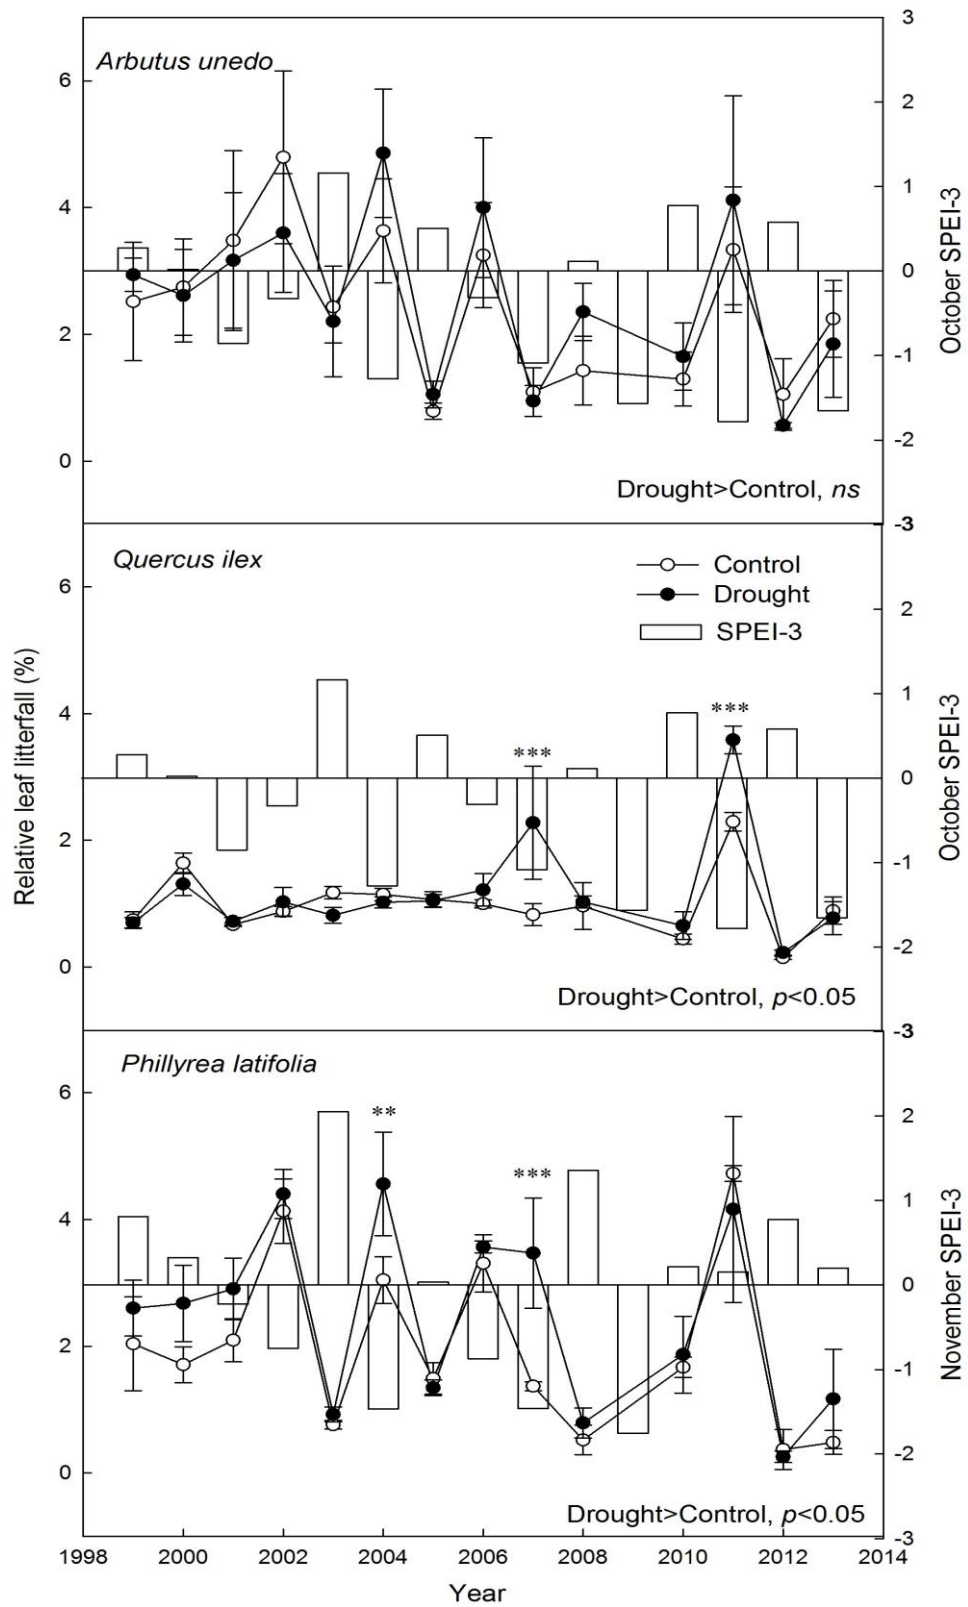 Arbutus unedo
6
4
2
0
3
2
1
0
-1
-2
-3
October SPEI-3
Drought>Control, ns
Quercus ilex
Control
Drought
SPEI-3
6
4
2
0
2
1
0
-1
-2
-3
October SPEI-3
***
***
Relative leaf litterfall (%)
Drought>Control, p<0.05
Phillyrea latifolia
6
4
2
0
2
1
0
-1
-2
-3
November SPEI-3
**
***
Drought>Control, p<0.05
1998 2000 2002 2004 2006 2008 2010 2012 2014
Year